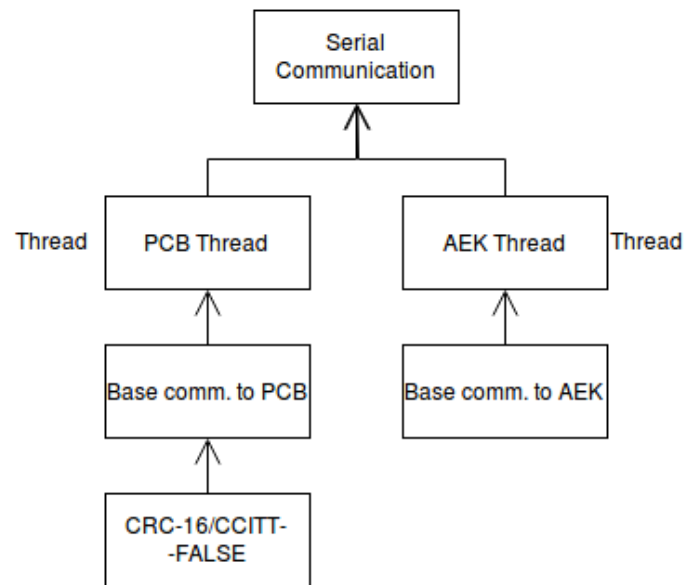 Serial
Communication
Thread
PCB Thread
AEK Thread
Thread
Base comm. to PCB
Base comm. to AEK
CRC-16/CCITT-
-FALSE